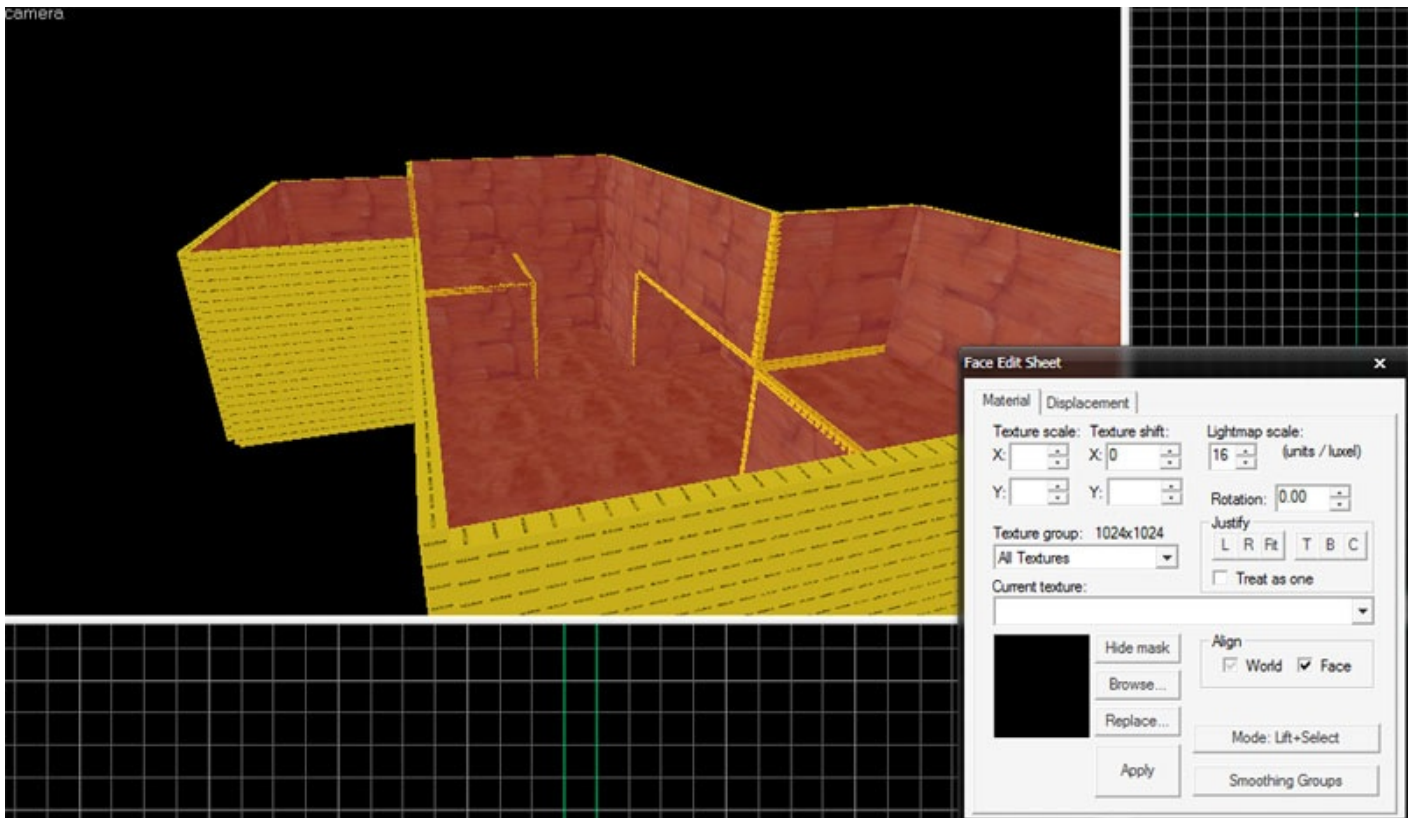 camera
Face Edit Sheet
Material Displacement
Texture scale: Texture shift: Lightmap scale:
X: X: 0 16 (units / luxel)
Y: Y: Rotation: 0.00
Texture group: 1024x1024 Justify
All Textures L R Fit T B C
Treat as one
Current texture:
Hide mask Align
World Face
Browse...
Replace...
Mode: Lift+Select
Apply
Smoothing Groups